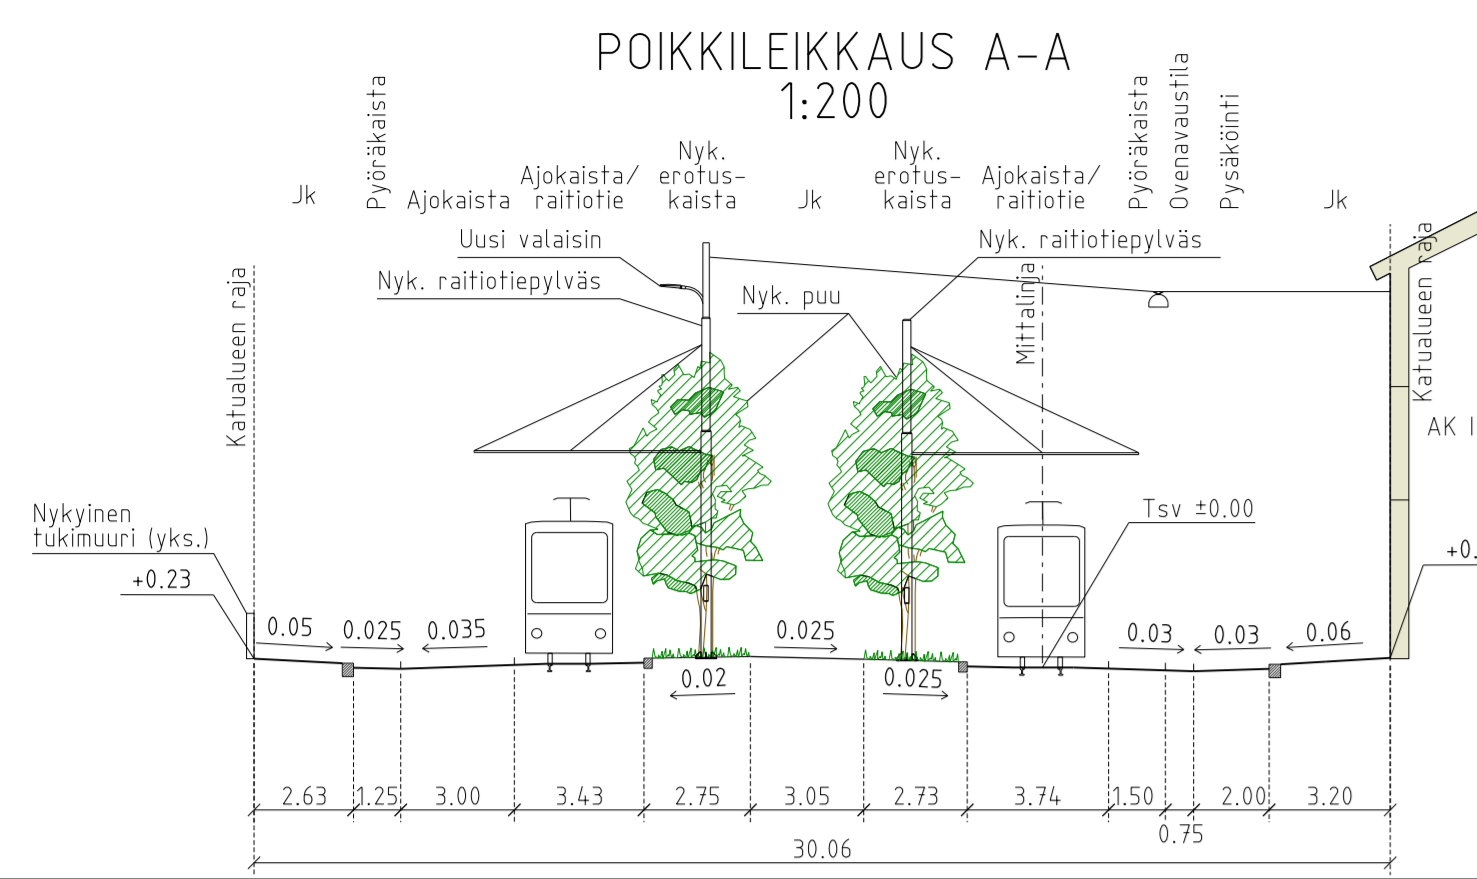 POIKKILEIKKAUS A-A
1:200
Jk
Pyöräkaista
Ajokaista
Ajokaista/
raitiotie
Nyk.
erotus-
kaista
Jk
Nyk.
erotus-
kaista
Ajokaista/
raitiotie
Pyöräkaista
Ovenavaustila
Pysäköinti
Jk
Uusi valaisin
Nyk. raitiotiepylväs
Nyk. puu
Nyk. raitiotiepylväs
Katualueen raja
Mittalinja
Katualueen raja
AK I
Nykyinen
tukimuuri (yks.)
+0.23
Tsv ±0.00
+0.
0.05
0.025
0.035
0.025
0.03
0.03
0.06
0.02
0.025
2.63
1.25
3.00
3.43
2.75
3.05
2.73
3.74
1.50
0.75
2.00
3.20
30.06